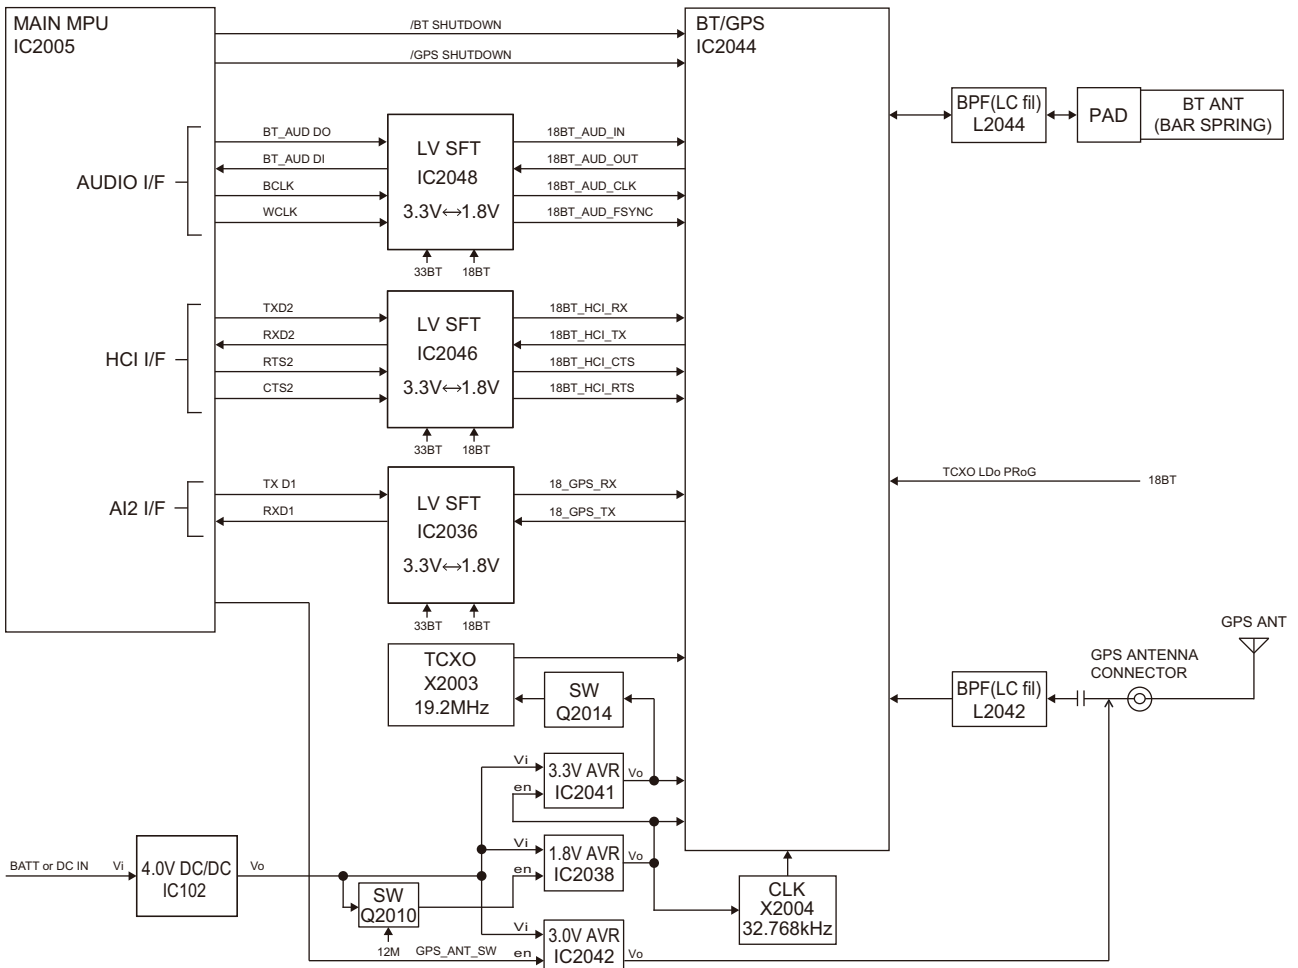 MAIN MPU
IC2005
/BT SHUTDOWN
/GPS SHUTDOWN
BT/GPS
IC2044
BPF(LC fil)
L2044
PAD
BT ANT
(BAR SPRING)
AUDIO I/F
BT_AUD DO
BT_AUD DI
BCLK
WCLK
LV SFT
IC2048
3.3V↔1.8V
18BT_AUD_IN
18BT_AUD_OUT
18BT_AUD_CLK
18BT_AUD_FSYNC
33BT
18BT
HCI I/F
TXD2
RXD2
RTS2
CTS2
LV SFT
IC2046
3.3V↔1.8V
18BT_HCI_RX
18BT_HCI_TX
18BT_HCI_CTS
18BT_HCI_RTS
33BT
18BT
AI2 I/F
TX D1
RXD1
LV SFT
IC2036
3.3V↔1.8V
18_GPS_RX
18_GPS_TX
33BT
18BT
TCXO LDo PRoG
18BT
TCXO
X2003
19.2MHz
SW
Q2014
BPF(LC fil)
L2042
GPS ANTENNA
CONNECTOR
GPS ANT
Vi
en
3.3V AVR
IC2041
Vo
Vi
en
1.8V AVR
IC2038
Vo
BATT or DC IN
Vi
4.0V DC/DC
IC102
Vo
SW
Q2010
12M
GPS_ANT_SW
Vi
en
3.0V AVR
IC2042
Vo
CLK
X2004
32.768kHz